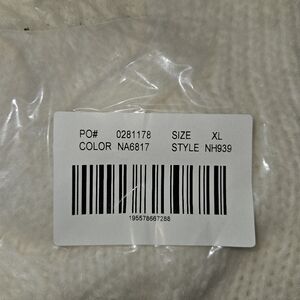 PO# 0281178 SIZE XL
COLOR NA6817 STYLE NH939
195578667288